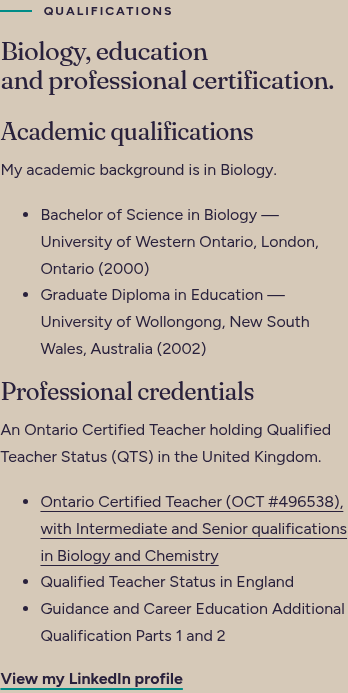 QUALIFICATIONS
Biology, education
and professional certification.
Academic qualifications
My academic background is in Biology.
Bachelor of Science in Biology —
University of Western Ontario, London,
Ontario (2000)
Graduate Diploma in Education —
University of Wollongong, New South
Wales, Australia (2002)
Professional credentials
An Ontario Certified Teacher holding Qualified
Teacher Status (QTS) in the United Kingdom.
Ontario Certified Teacher (OCT #496538),
with Intermediate and Senior qualifications
in Biology and Chemistry
Qualified Teacher Status in England
Guidance and Career Education Additional
Qualification Parts 1 and 2
View my LinkedIn profile